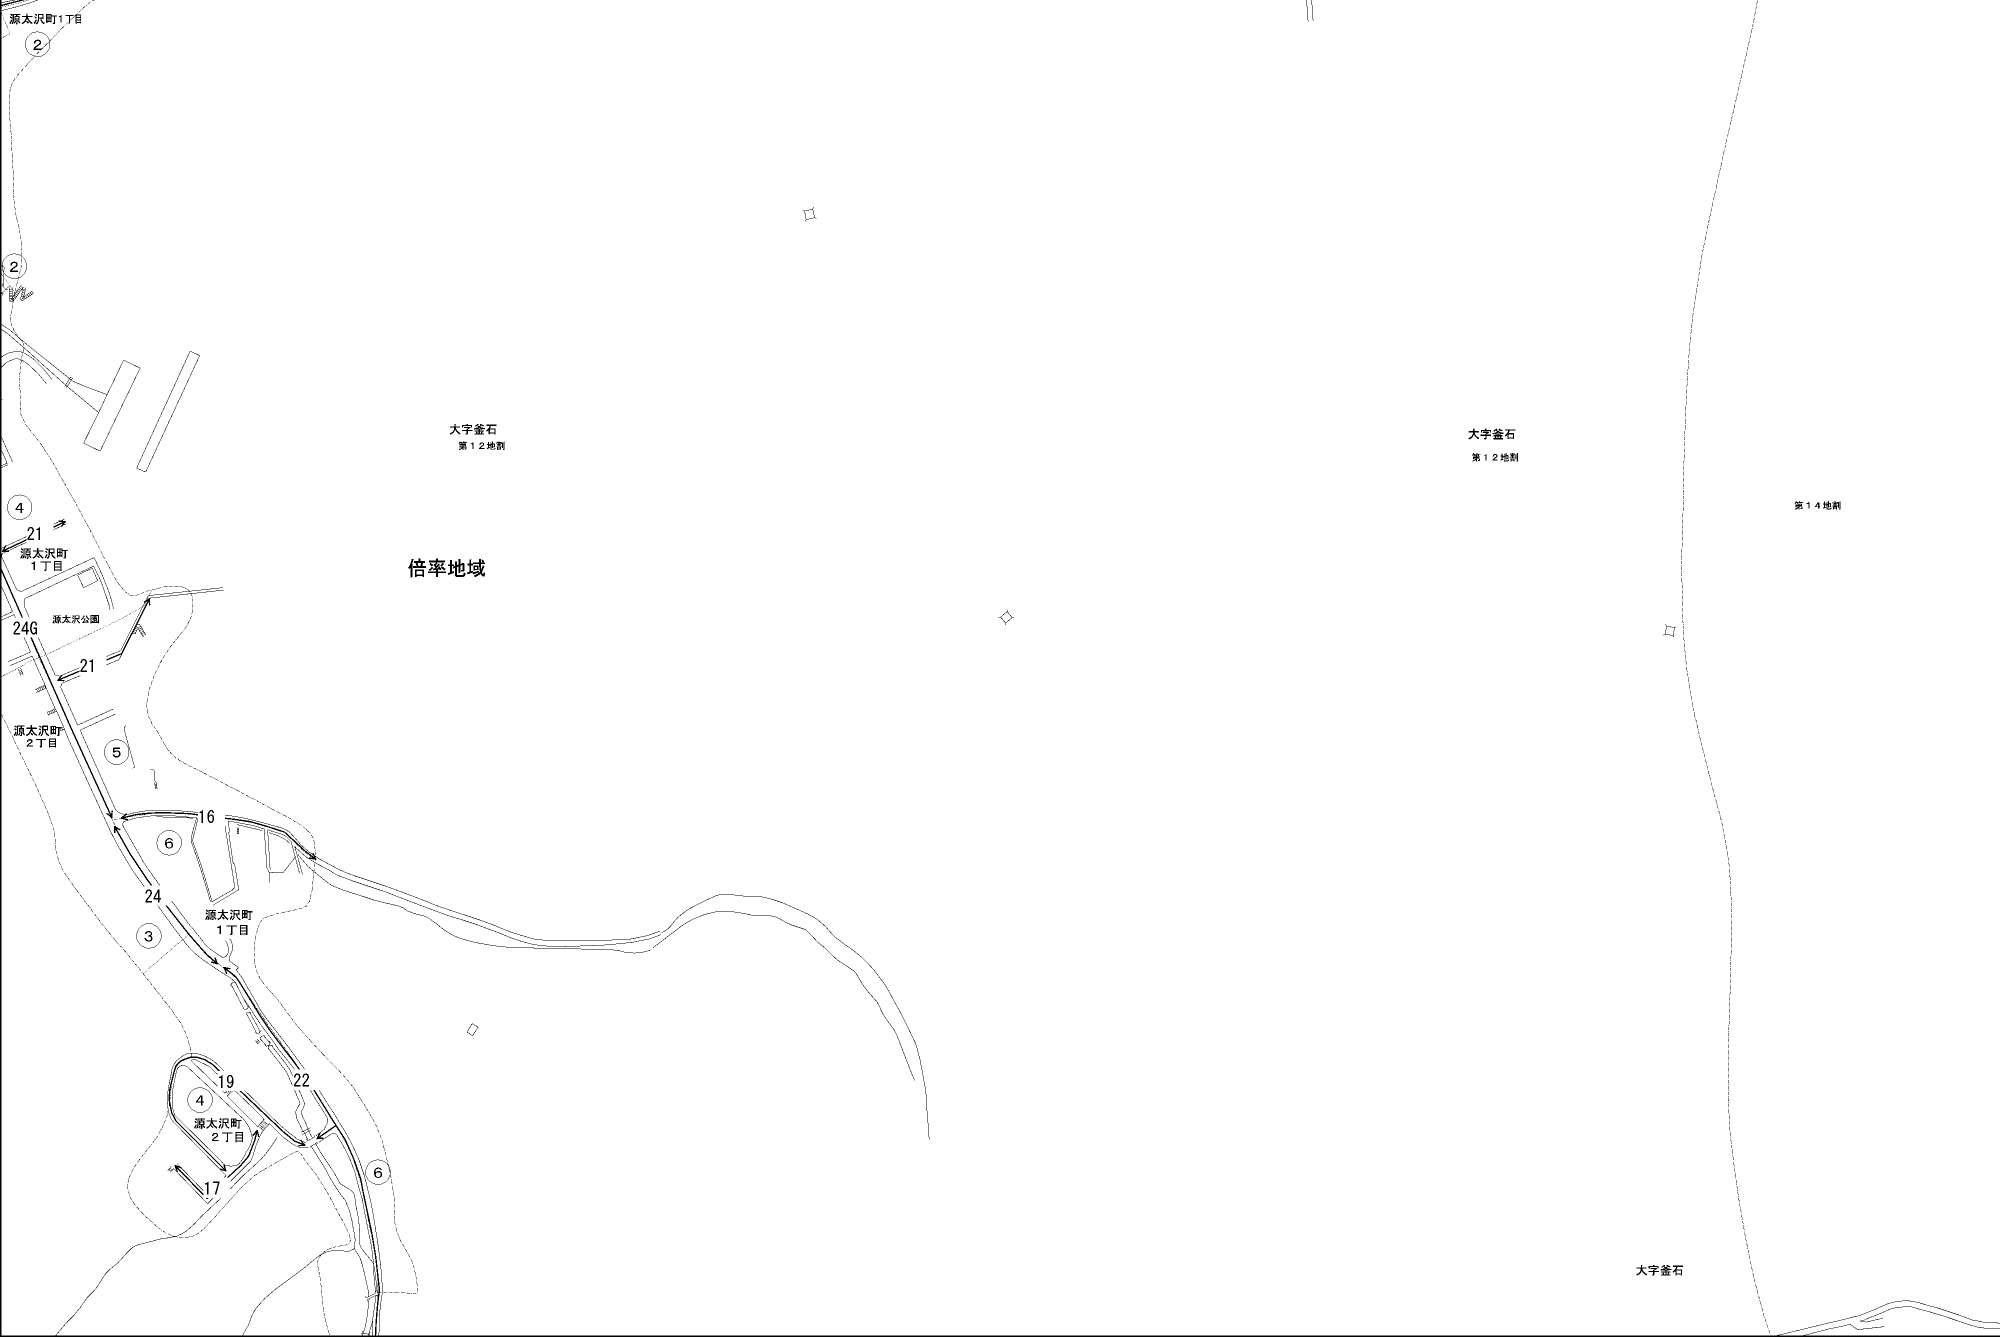 源太沢町1丁目
2
2
大字釜石
第12地割
大字釜石
第12地割
第14地割
4
21
源太沢町
1丁目
倍率地域
源太沢公園
24G
21
源太沢町
2丁目
5
16
6
24
源太沢町
1丁目
3
19
22
4
源太沢町
2丁目
6
17
大字釜石